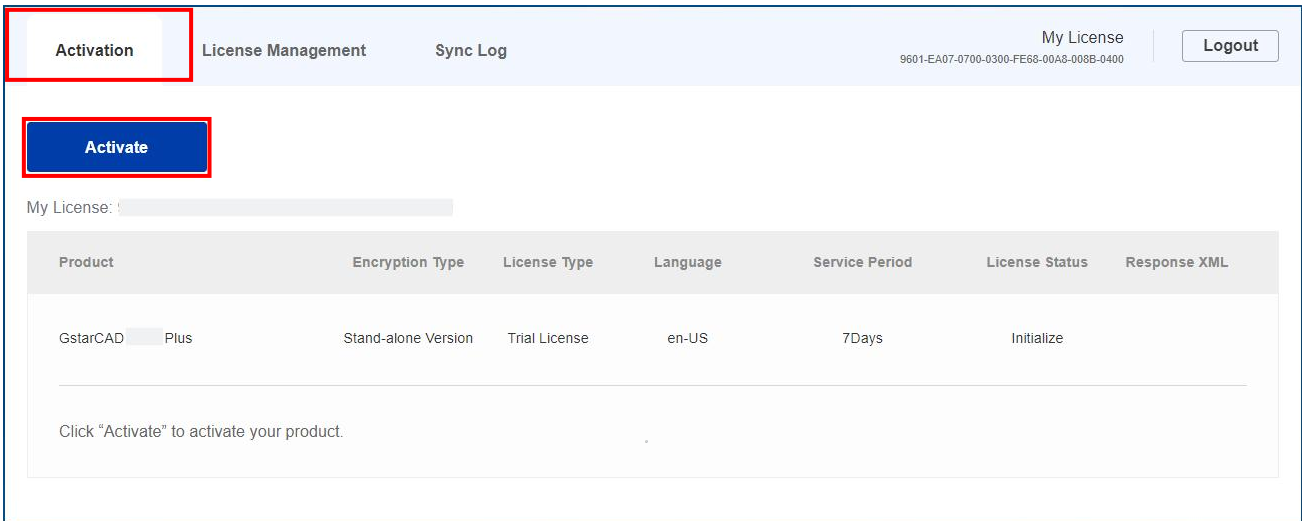 Activation License Management Sync Log My License Logout
9601-EA07-0700-0300-FE68-00A8-008B-0400
Activate
My License:
Product Encryption Type License Type Language Service Period License Status Response XML
GstarCAD Plus Stand-alone Version Trial License en-US 7Days Initialize
Click “Activate” to activate your product.